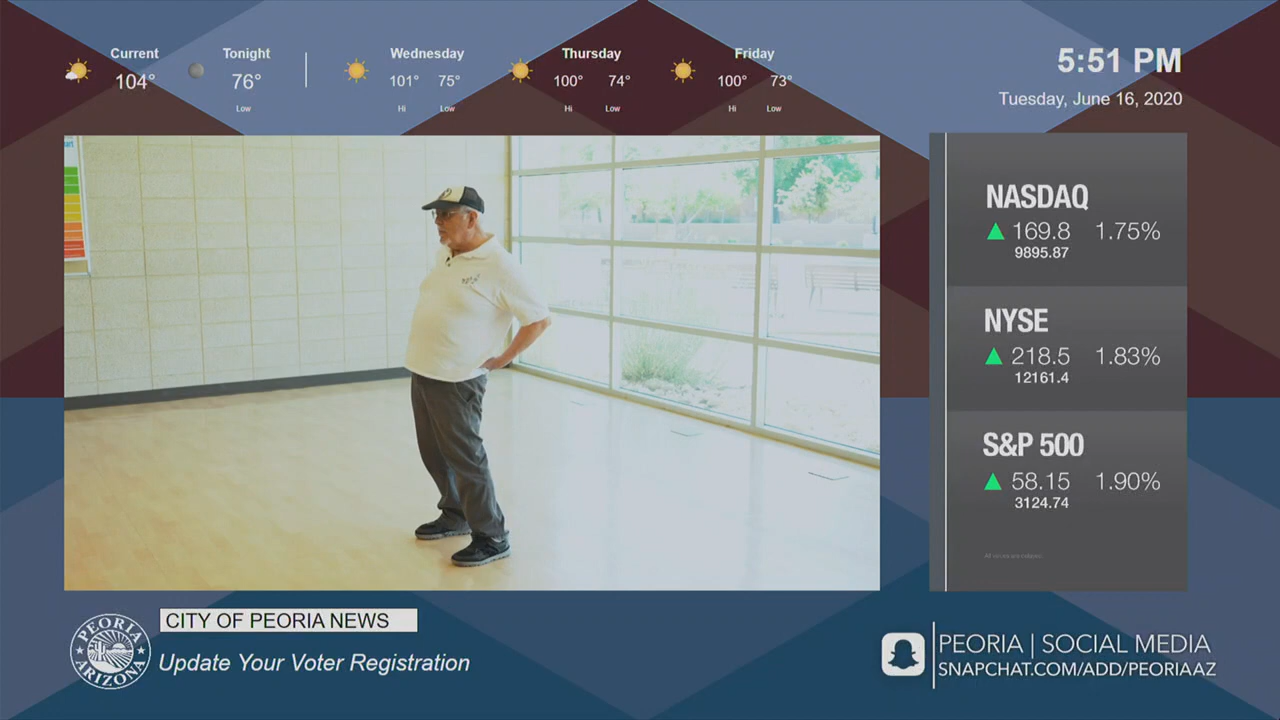 Current
104°
Tonight
76°
Low
Wednesday
101° 75°
Hi Low
Thursday
100° 74°
Hi Low
Friday
100° 73°
Hi Low
5:51 PM
Tuesday, June 16, 2020
NASDAQ
169.8 1.75%
9895.87
NYSE
218.5 1.83%
12161.4
S&P 500
58.15 1.90%
3124.74
PEORIA
ARIZONA
CITY OF PEORIA NEWS
Update Your Voter Registration
PEORIA | SOCIAL MEDIA
SNAPCHAT.COM/ADD/PEORIAAZ